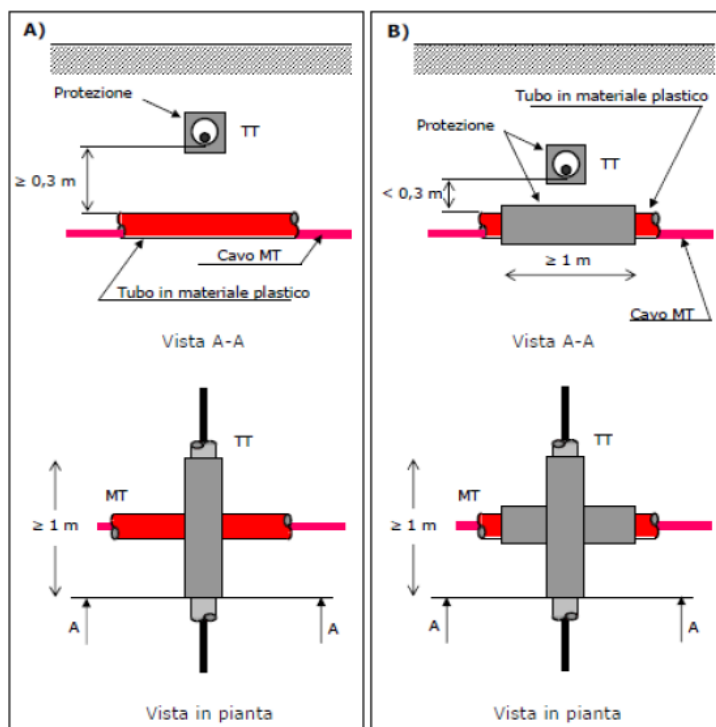 A)
Protezione
TT
≥ 0,3 m
Cavo MT
Tubo in materiale plastico
Vista A-A
TT
MT
≥ 1 m
A
A
Vista in pianta
B)
Tubo in materiale plastico
Protezione
TT
< 0,3 m
≥ 1 m
Cavo MT
Vista A-A
TT
MT
≥ 1 m
A
A
Vista in pianta